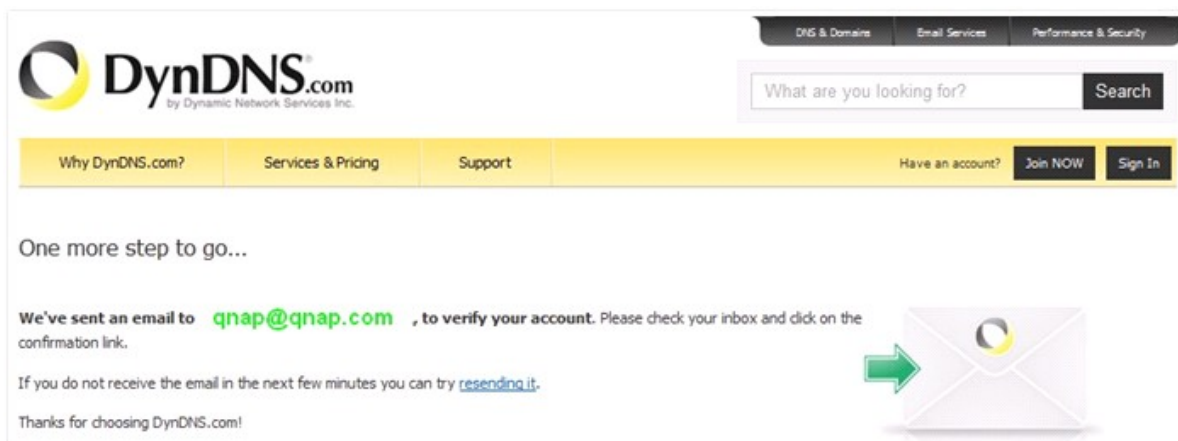 DNS & Domains Email Services Performance & Security
DynDNS.com
by Dynamic Network Services Inc.
What are you looking for? Search
Why DynDNS.com? Services & Pricing Support Have an account? Join NOW Sign In
One more step to go...
We've sent an email to qnap@qnap.com , to verify your account. Please check your inbox and click on the
confirmation link.
If you do not receive the email in the next few minutes you can try resending it.
Thanks for choosing DynDNS.com!